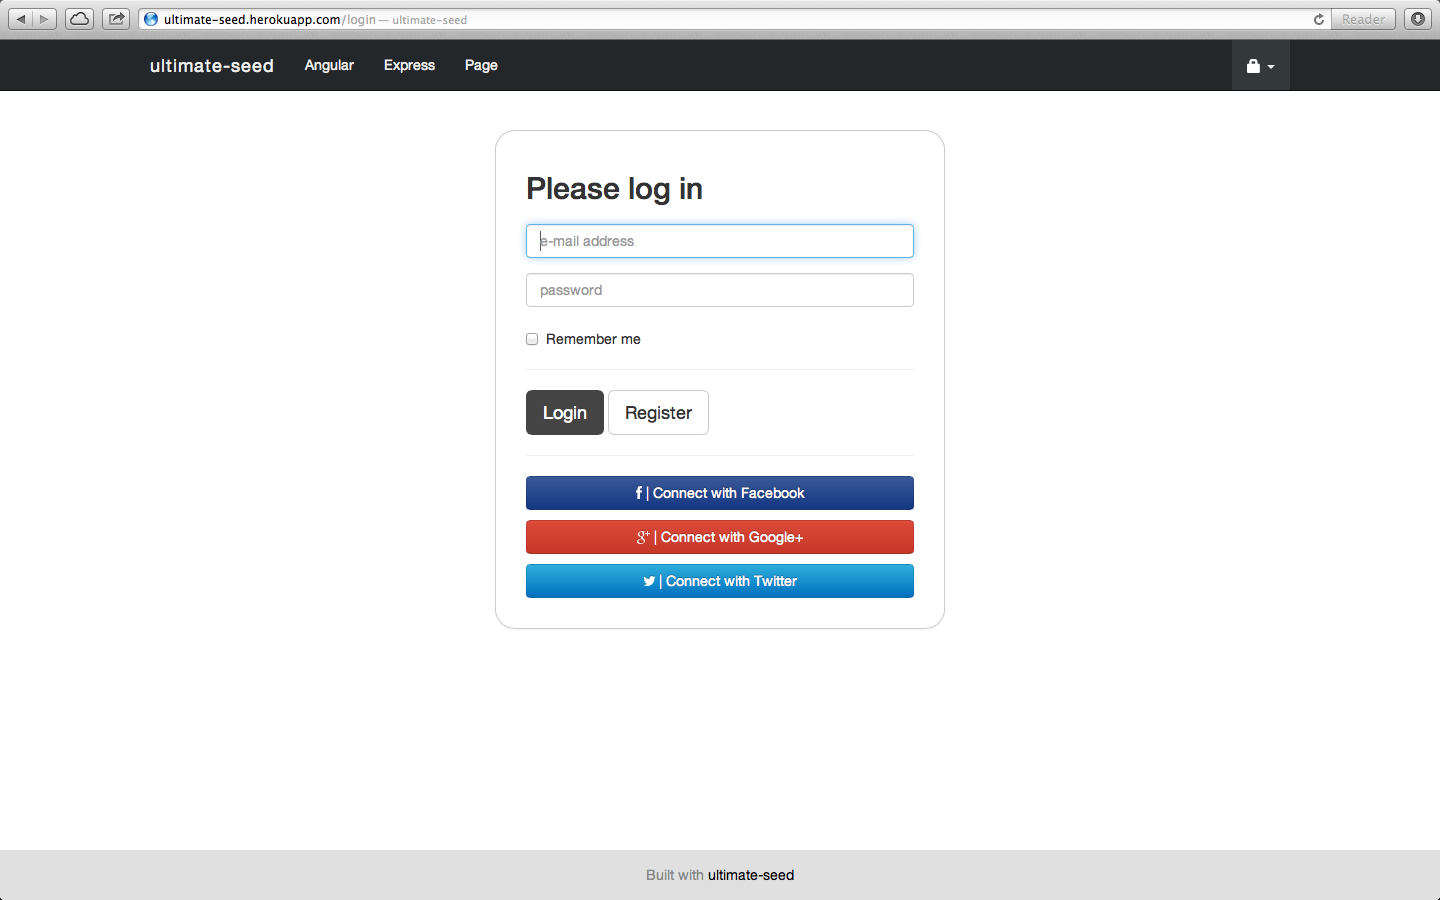 ultimate-seed.herokuapp.com/login — ultimate-seed
Reader
ultimate-seed Angular Express Page
Please log in
e-mail address
password
Remember me
Login Register
f | Connect with Facebook
g+ | Connect with Google+
| Connect with Twitter
Built with ultimate-seed